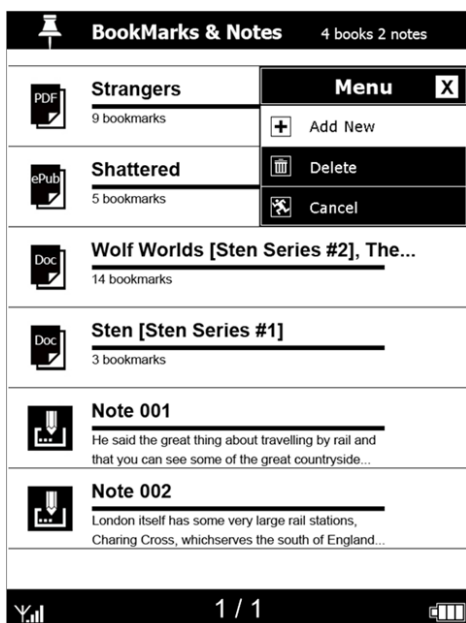 BookMarks & Notes 4 books 2 notes
PDF
Strangers
9 bookmarks
Menu X
Add New
Delete
Cancel
ePub
Shattered
5 bookmarks
Doc
Wolf Worlds [Sten Series #2], The...
14 bookmarks
Doc
Sten [Sten Series #1]
3 bookmarks
Note 001
He said the great thing about travelling by rail and
that you can see some of the great countryside...
Note 002
London itself has some very large rail stations,
Charing Cross, whichserves the south of England...
1 / 1